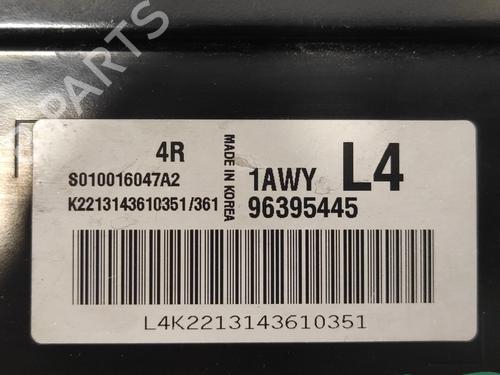 PARTS
4R
S010016047A2
K2213143610351/361
MADE IN KOREA
1AWY L4
96395445
L4K2213143610351